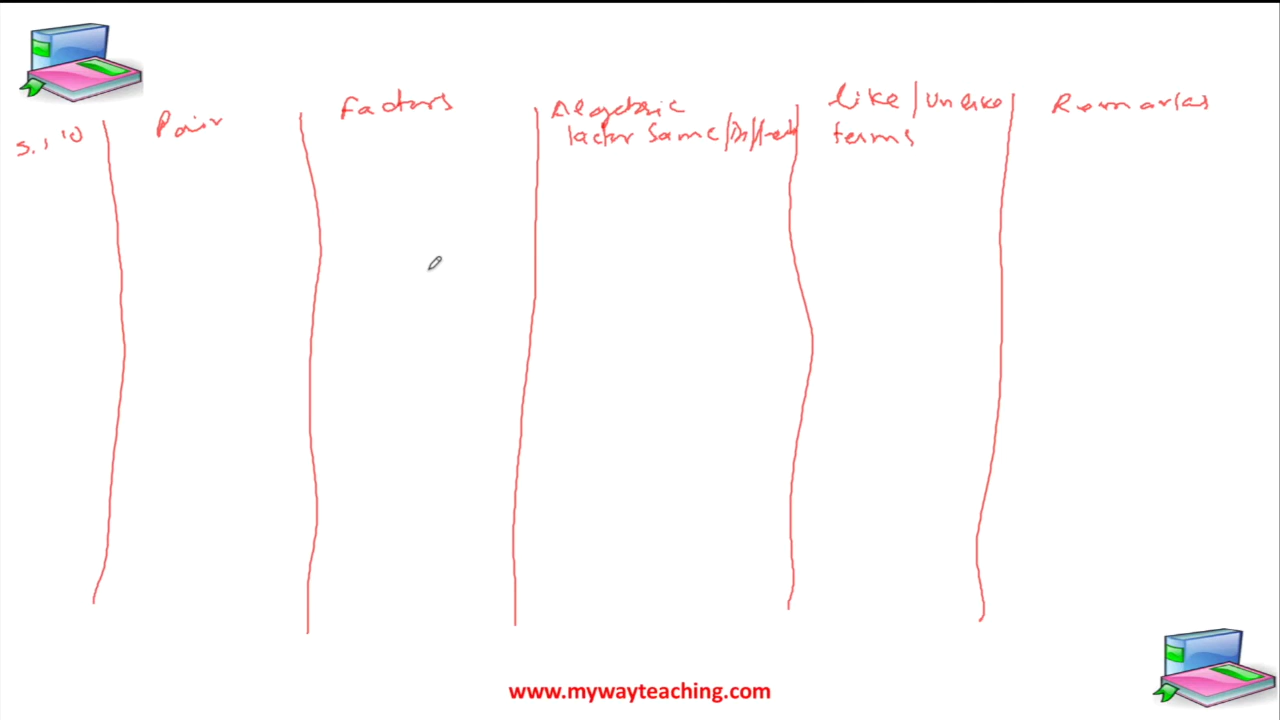 S.No
Pair
Factors
Algebraic
factor Same/Different
like/Unlike
terms
Remarks
www.mywayteaching.com